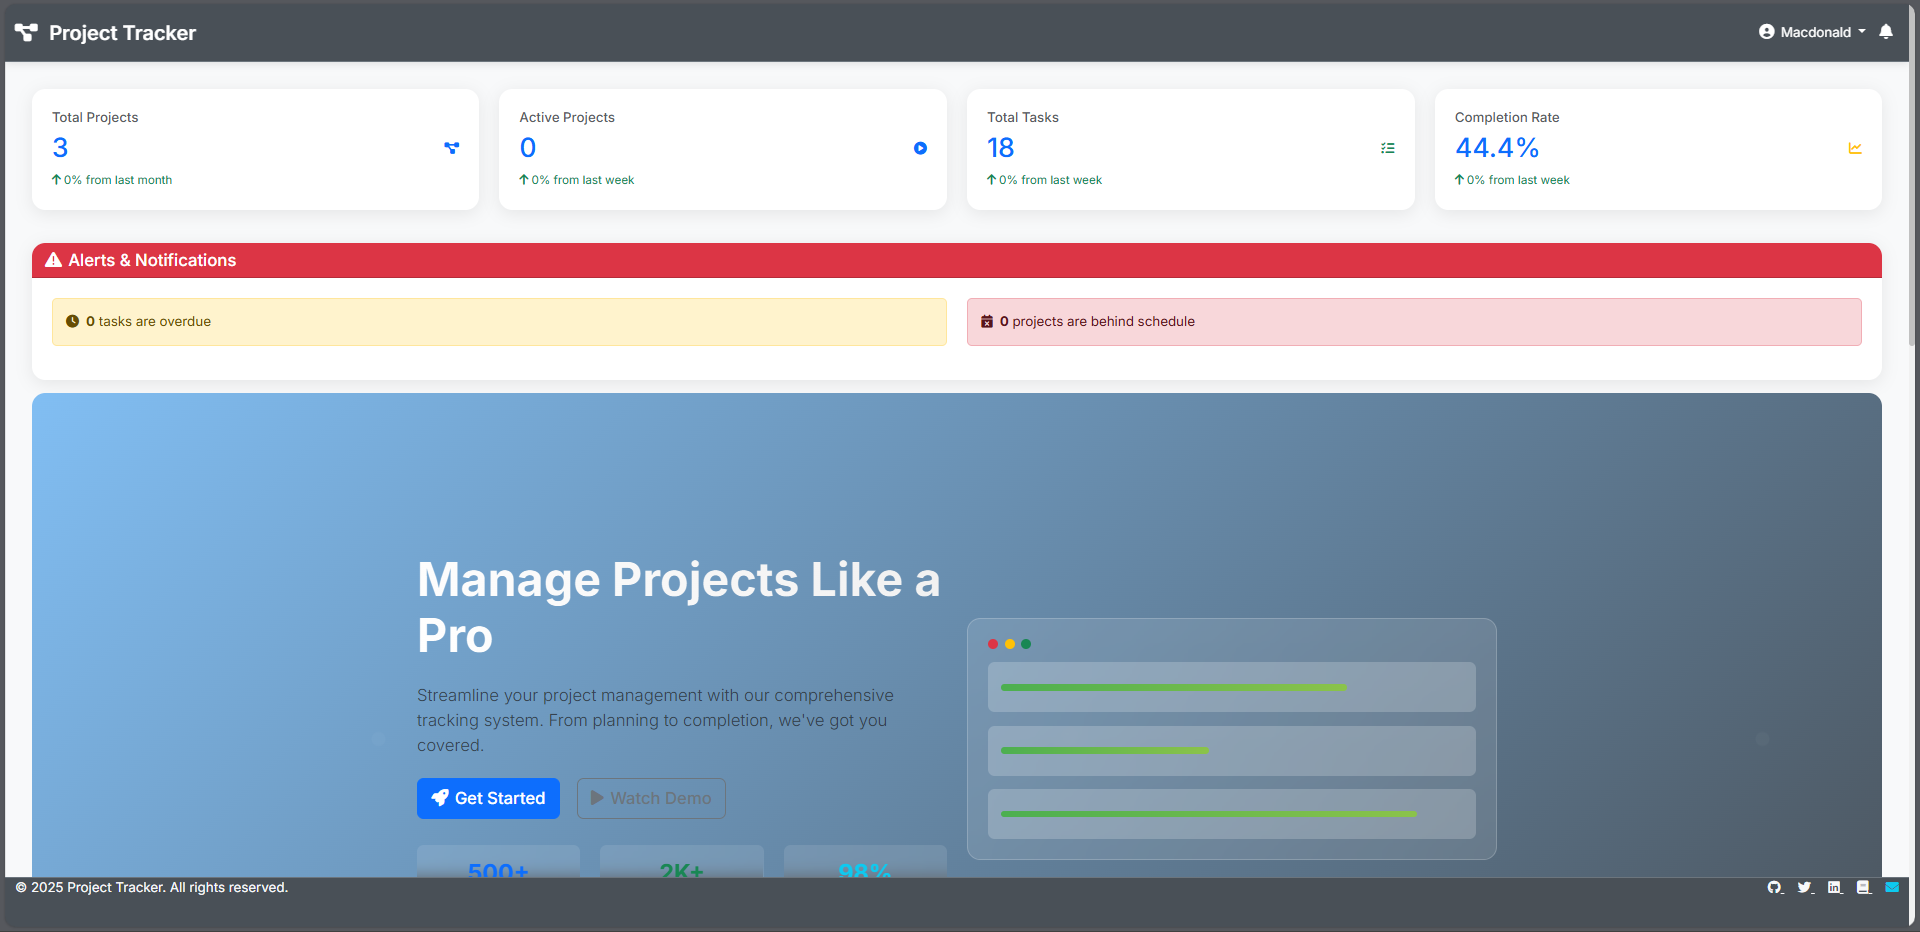 Project Tracker
Macdonald
Total Projects
3
0% from last month
Active Projects
0
0% from last week
Total Tasks
18
0% from last week
Completion Rate
44.4%
0% from last week
Alerts & Notifications
0 tasks are overdue
0 projects are behind schedule
Manage Projects Like a
Pro
Streamline your project management with our comprehensive
tracking system. From planning to completion, we've got you
covered.
Get Started
Watch Demo
500+
2K+
98%
© 2025 Project Tracker. All rights reserved.